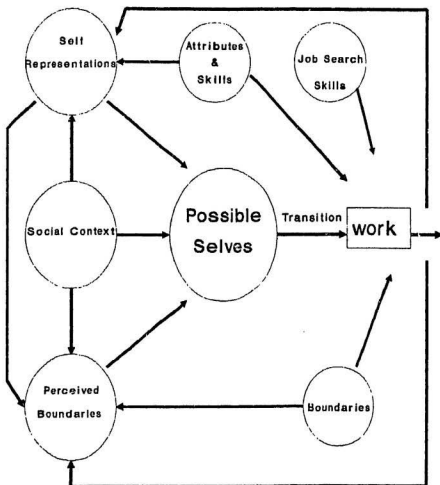 Self
Representations
Attributes
&
Skills
Job Search
Skills
Social Context
Possible
Selves
Transition
work
Perceived
Boundaries
Boundaries